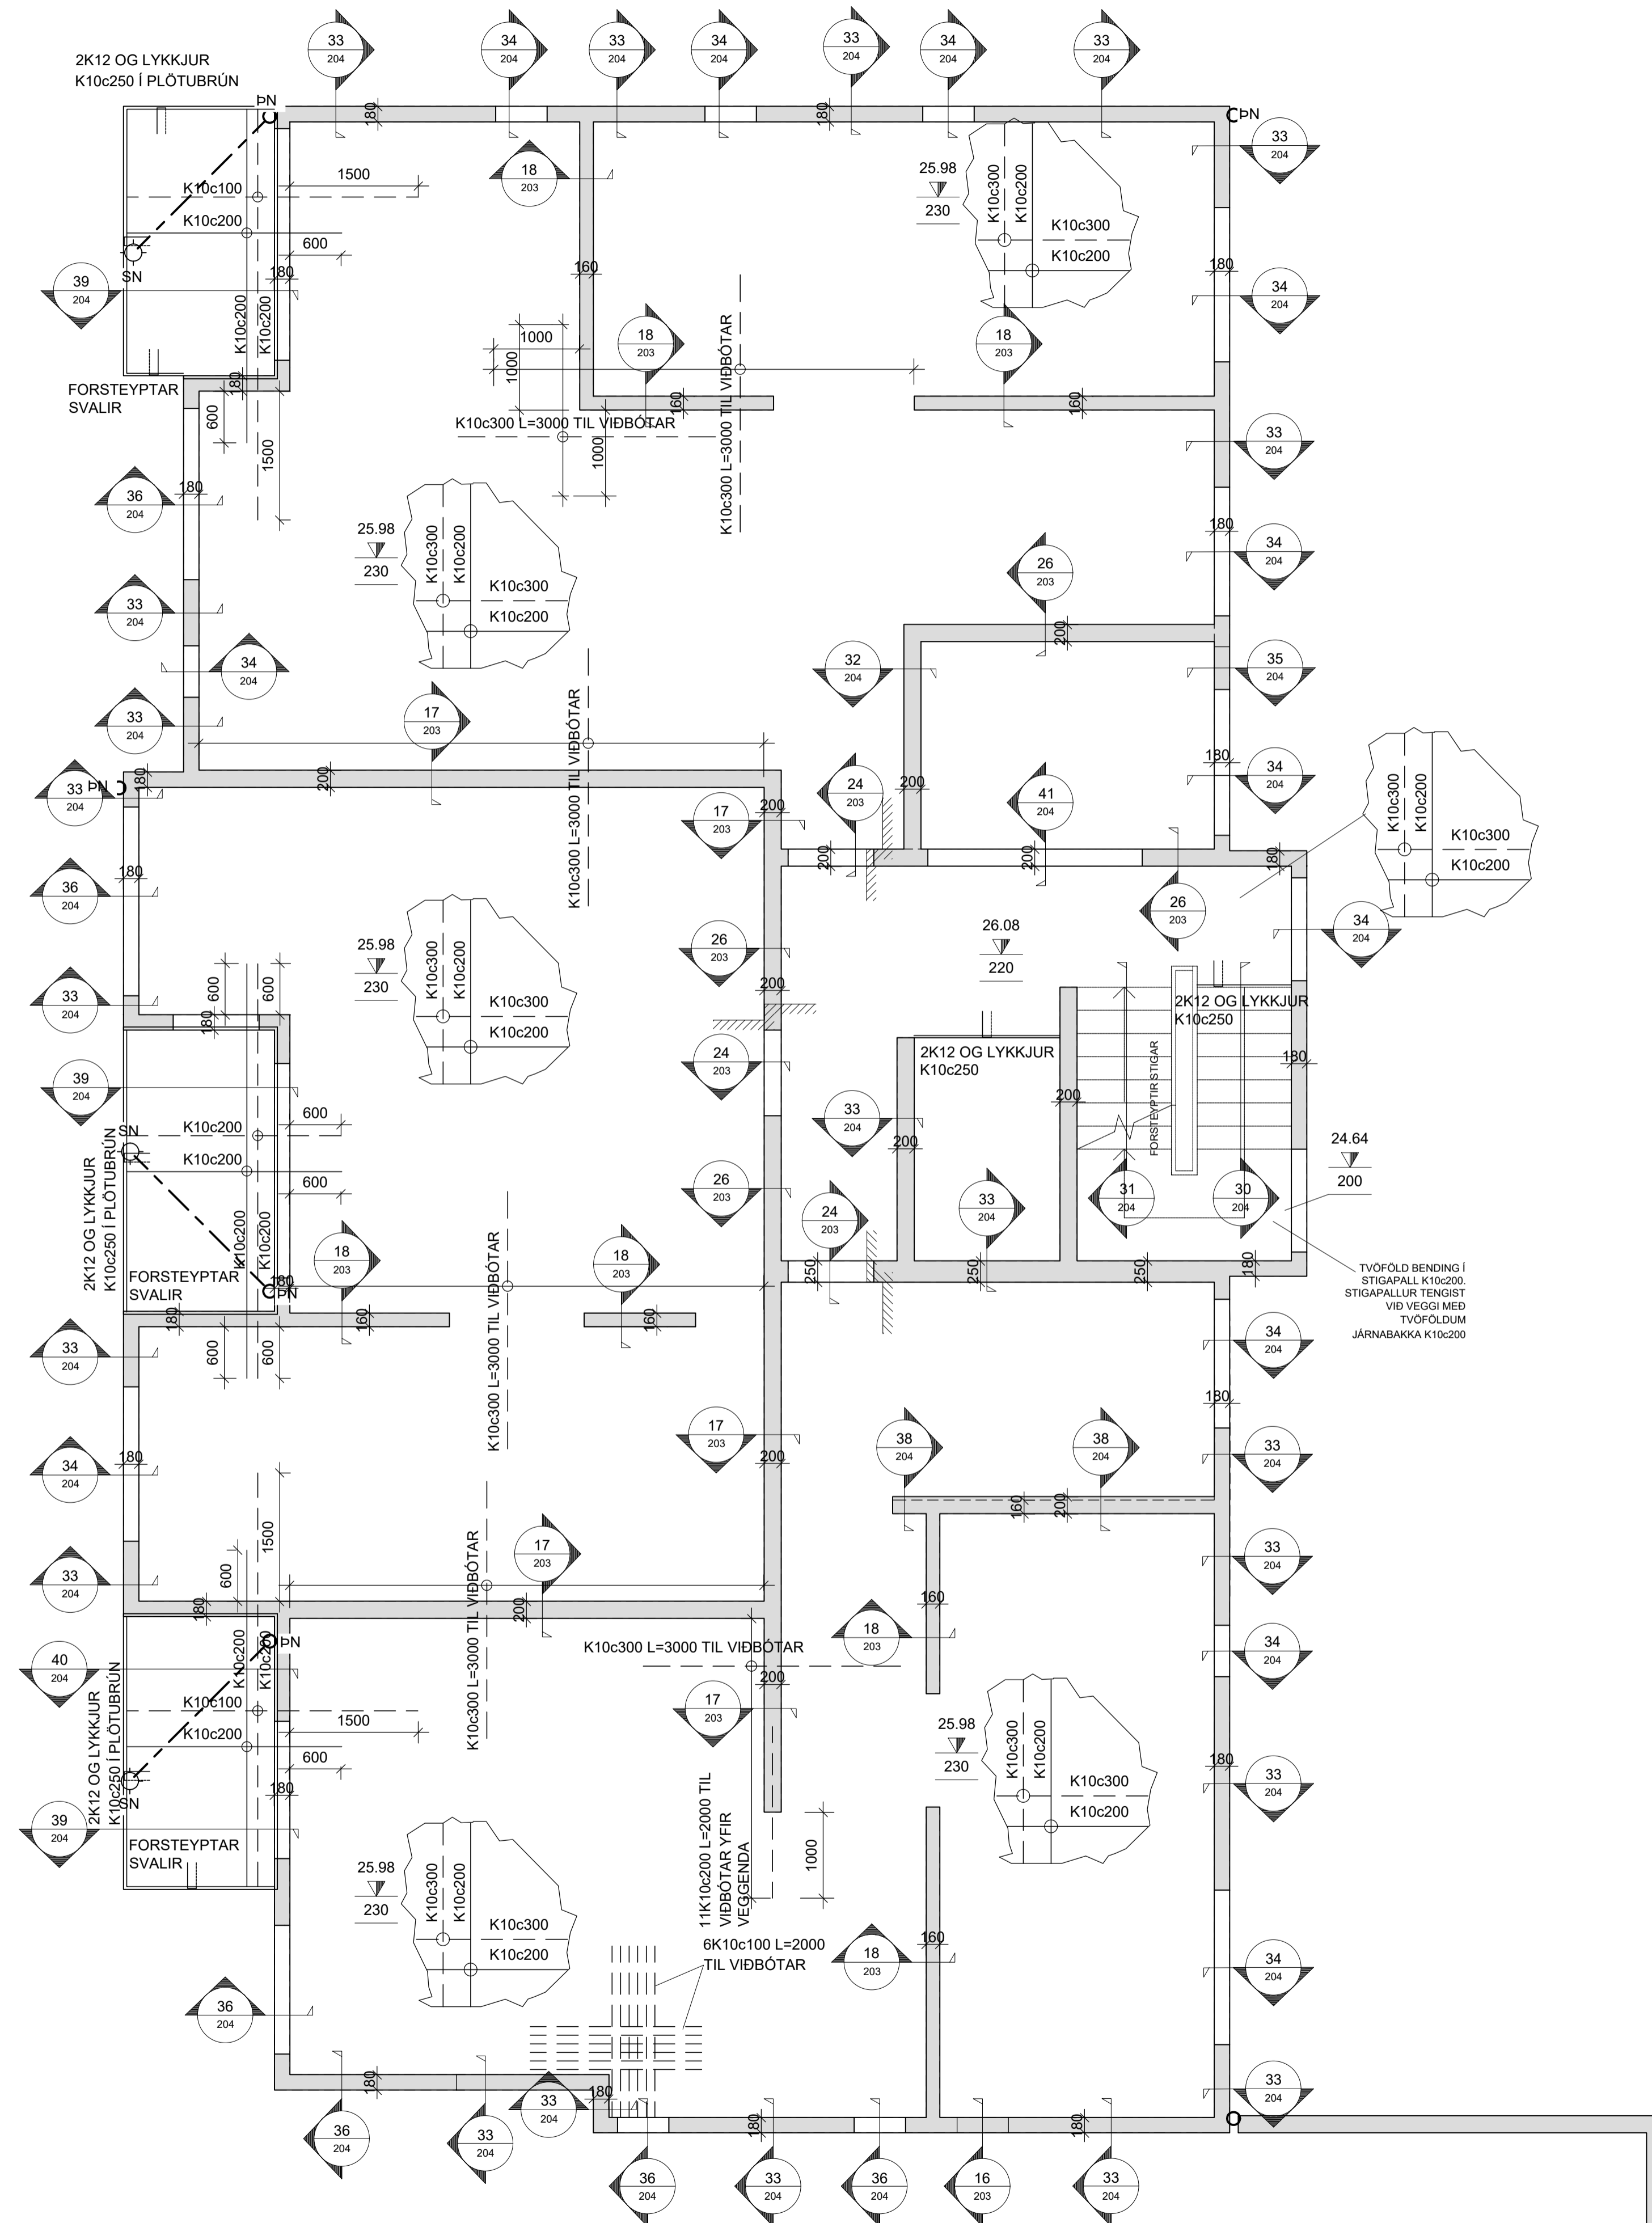 33
204
34
204
33
204
34
204
33
204
34
204
33
204
2K12 OG LYKKJUR
K10c250 Í PLÖTUBRÚN
ÞN
180
180
ÞN
33
204
18
203
1500
K10c100
K10c200
600
SN
180
39
204
K10c200
K10c200
160
25.98
230
K10c300
K10c200
K10c300
K10c200
180
34
204
FORSTEYPTAR
SVALIR
180
600
1500
1000
1000
1000
K10c300 L=3000 TIL VIÐBÓTAR
18
203
160
K10c300 L=3000 TIL VIÐBÓTAR
18
203
160
33
204
36
204
180
25.98
230
K10c300
K10c200
K10c300
K10c200
180
34
204
26
203
200
33
204
34
204
32
204
35
204
33
204
17
203
K10c300 L=3000 TIL VIÐBÓTAR
180
34
204
33
204
ÞN
180
200
200
17
203
24
203
200
41
204
200
200
180
K10c300
K10c200
K10c300
K10c200
36
204
180
26
203
34
204
25.98
230
K10c300
K10c200
K10c300
K10c200
26
203
200
26.08
220
33
204
600
600
180
2K12 OG LYKKJUR
K10c250
FORSTEYPTIR STIGAR
180
39
204
24
203
2K12 OG LYKKJUR
K10c250
200
33
204
200
SN
K10c200
K10c200
600
600
2K12 OG LYKKJUR
K10c250 Í PLÖTUBRÚN
24.64
200
K10c200
K10c200
26
203
24
203
33
204
31
204
30
204
FORSTEYPTAR
SVALIR
180
ÞN
18
203
K10c300 L=3000 TIL VIÐBÓTAR
18
203
250
250
250
180
TVÖFÖLD BENDING Í
STIGAPALL K10c200.
STIGAPALLUR TENGIST
VIÐ VEGGI MEÐ
TVÖFÖLDUM
JÁRNABAKKA K10c200
180
160
160
33
204
600
600
34
204
180
34
204
180
17
203
200
38
204
38
204
33
204
160
200
33
204
600
1500
K10c300 L=3000 TIL VIÐBÓTAR
17
203
33
204
180
200
160
ÞN
K10c200
K10c200
K10c300 L=3000 TIL VIÐBÓTAR
18
203
34
204
40
204
2K12 OG LYKKJUR
K10c250 Í PLÖTUBRÚN
K10c100
K10c200
1500
600
180
SN
200
17
203
25.98
230
K10c300
K10c200
K10c300
K10c200
180
33
204
39
204
FORSTEYPTAR
SVALIR
25.98
230
K10c300
K10c200
K10c300
K10c200
11K10c200 L=2000 TIL
VIÐBÓTAR YFIR
VEGGENDA
1000
6K10c100 L=2000
TIL VIÐBÓTAR
18
203
160
34
204
36
204
180
33
204
180
180
180
33
204
36
204
33
204
36
204
33
204
36
204
16
203
33
204